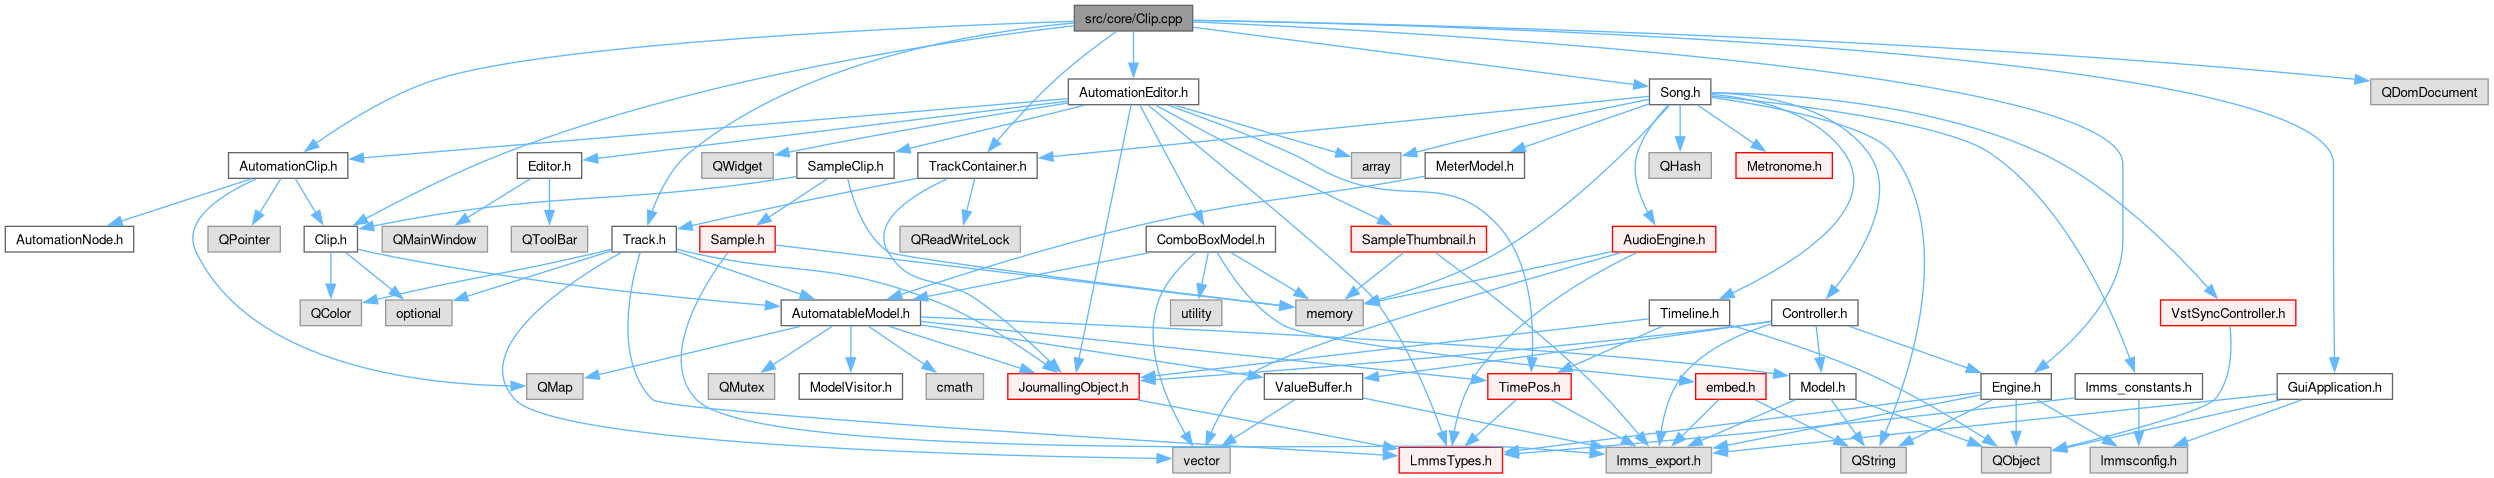 src/core/Clip.cpp
AutomationEditor.h
Song.h
QDomDocument
AutomationClip.h
Editor.h
QWidget
SampleClip.h
TrackContainer.h
array
MeterModel.h
QHash
Metronome.h
AutomationNode.h
QPointer
Clip.h
QMainWindow
QToolBar
Track.h
Sample.h
QReadWriteLock
ComboBoxModel.h
SampleThumbnail.h
AudioEngine.h
QColor
optional
AutomatableModel.h
utility
memory
Timeline.h
Controller.h
VstSyncController.h
QMap
QMutex
ModelVisitor.h
cmath
JournallingObject.h
ValueBuffer.h
TimePos.h
embed.h
Model.h
Engine.h
lmms_constants.h
GuiApplication.h
vector
LmmsTypes.h
lmms_export.h
QString
QObject
lmmsconfig.h